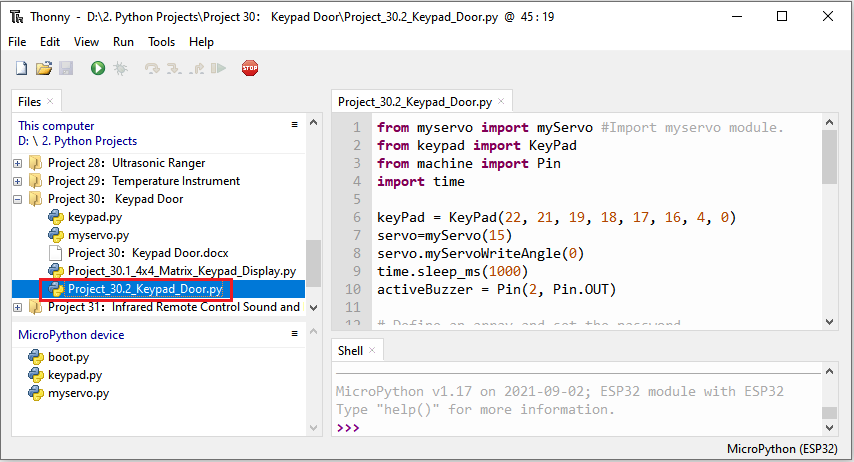 Thonny - D:\2. Python Projects\Project 30： Keypad Door\Project_30.2_Keypad_Door.py @ 45 : 19
File Edit View Run Tools Help
STOP
Files
This computer
D: \ 2. Python Projects
Project 28：Ultrasonic Ranger
Project 29：Temperature Instrument
Project 30： Keypad Door
keypad.py
myservo.py
Project 30：Keypad Door.docx
Project_30.1_4x4_Matrix_Keypad_Display.py
Project_30.2_Keypad_Door.py
Project 31：Infrared Remote Control Sound and
MicroPython device
boot.py
keypad.py
myservo.py
Project_30.2_Keypad_Door.py
1 from myservo import myServo #Import myservo module.
2 from keypad import KeyPad
3 from machine import Pin
4 import time
5
6 keyPad = KeyPad(22, 21, 19, 18, 17, 16, 4, 0)
7 servo=myServo(15)
8 servo.myServoWriteAngle(0)
9 time.sleep_ms(1000)
10 activeBuzzer = Pin(2, Pin.OUT)
11
12 # Define an array and set the password
Shell
MicroPython v1.17 on 2021-09-02; ESP32 module with ESP32
Type "help()" for more information.
>>>
MicroPython (ESP32)